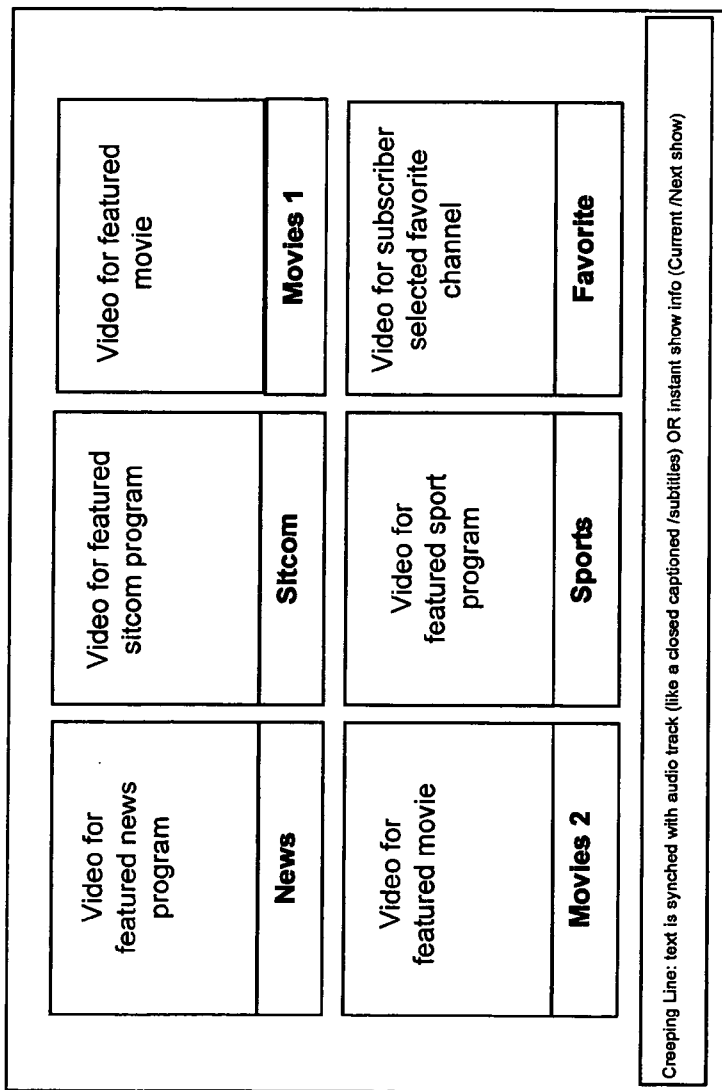 Video for
featured news
program
News
Video for featured
sitcom program
Sitcom
Video for featured
movie
Movies 1
Video for
featured movie
Movies 2
Video for
featured sport
program
Sports
Video for subscriber
selected favorite
channel
Favorite
Creeping Line: text is synched with audio track (like a closed captioned /subtitles) OR instant show info (Current /Next show)